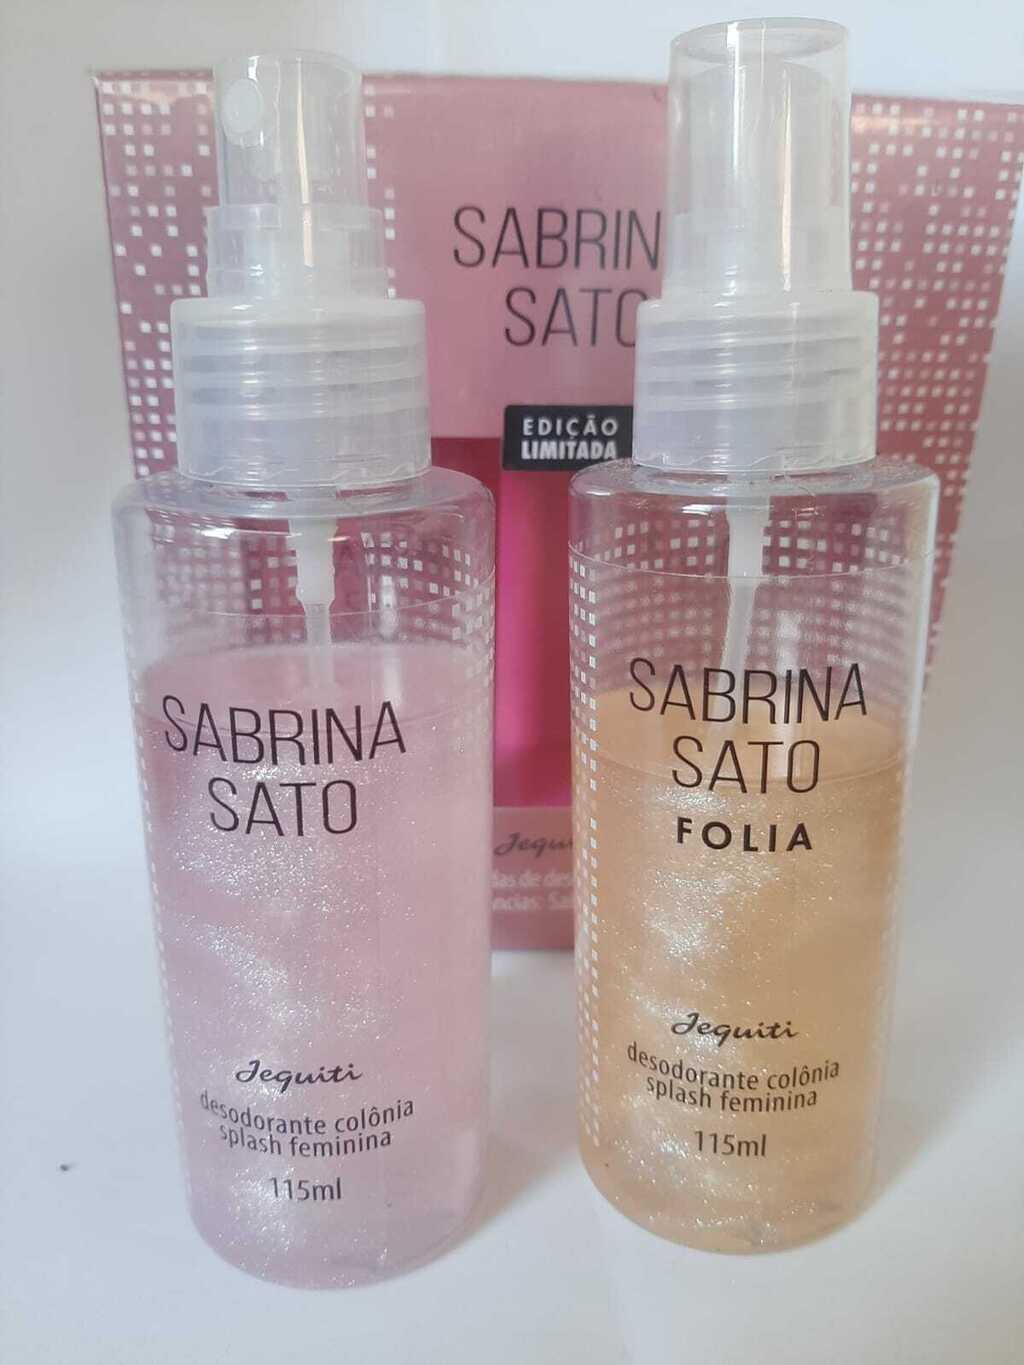 SABRIN
SATO
EDIÇÃO
LIMITADA
SABRINA
SATO
Jequiti
desodorante colônia
splash feminina
115ml
SABRINA
SATO
FOLIA
Jequiti
desodorante colônia
splash feminina
115ml